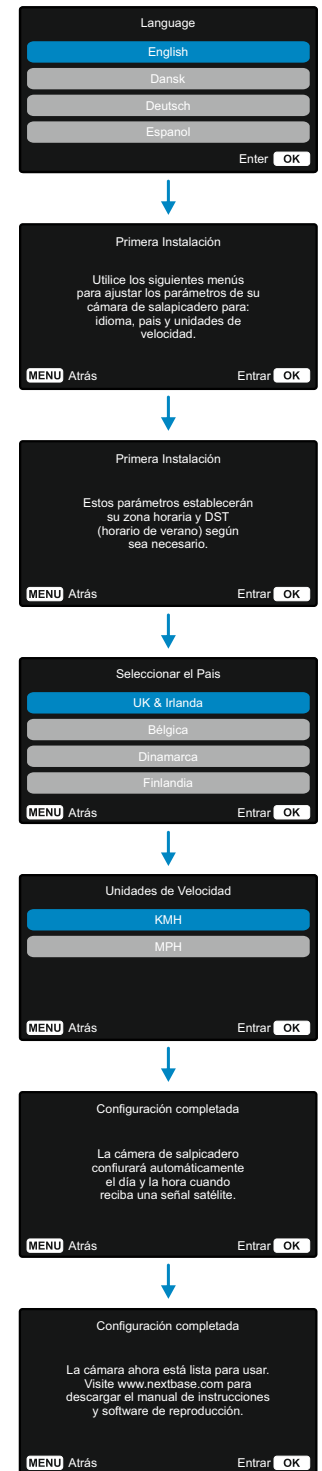 Language
English
Dansk
Deutsch
Espanol
Enter OK
Primera Instalación
Utilice los siguientes menús
para ajustar los parámetros de su
cámara de salapicadero para:
idioma, pais y unidades de
velocidad.
MENU Atrás Entrar OK
Primera Instalación
Estos parámetros establecerán
su zona horaria y DST
(horario de verano) según
sea necesario.
MENU Atrás Entrar OK
Seleccionar el Pais
UK & Irlanda
Bélgica
Dinamarca
Finlandia
MENU Atrás Entrar OK
Unidades de Velocidad
KMH
MPH
MENU Atrás Entrar OK
Configuración completada
La cámera de salpicadero
confiurará automáticamente
el día y la hora cuando
reciba una señal satélite.
MENU Atrás Entrar OK
Configuración completada
La cámara ahora está lista para usar.
Visite www.nextbase.com para
descargar el manual de instrucciones
y software de reproducción.
MENU Atrás Entrar OK